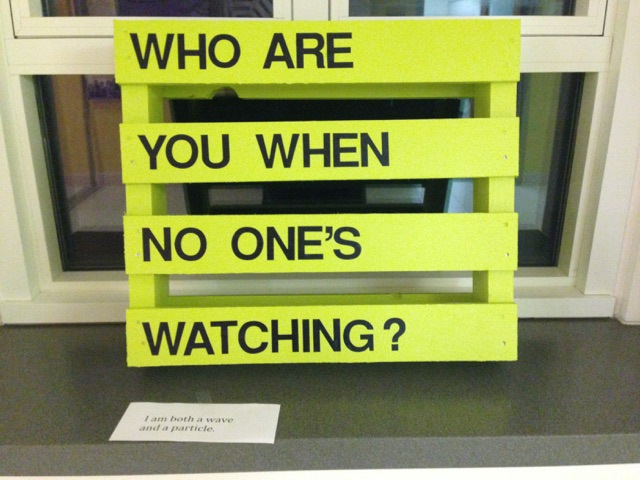 WHO ARE
YOU WHEN
NO ONE'S
WATCHING?
I am both a wave
and a particle.